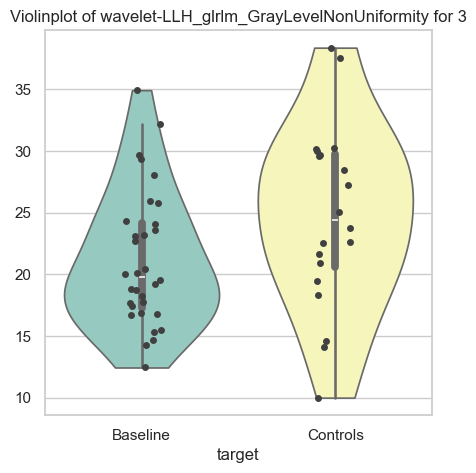 Violinplot of wavelet-LLH_glrlm_GrayLevelNonUniformity for 3
35
30
25
20
15
10
Baseline Controls
target